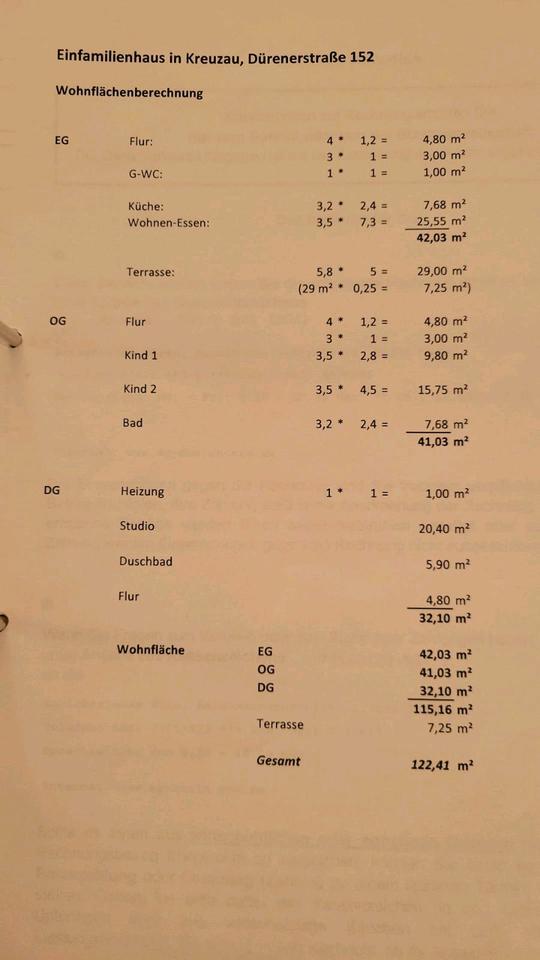 Einfamilienhaus in Kreuzau, Dürenerstraße 152
Wohnflächenberechnung
EG Flur: 4 * 1,2 = 4,80 m²
3 * 1 = 3,00 m²
G-WC: 1 * 1 = 1,00 m²
Küche: 3,2 * 2,4 = 7,68 m²
Wohnen-Essen: 3,5 * 7,3 = 25,55 m²
42,03 m²
Terrasse: 5,8 * 5 = 29,00 m²
(29 m² * 0,25 = 7,25 m²)
OG Flur 4 * 1,2 = 4,80 m²
3 * 1 = 3,00 m²
Kind 1 3,5 * 2,8 = 9,80 m²
Kind 2 3,5 * 4,5 = 15,75 m²
Bad 3,2 * 2,4 = 7,68 m²
41,03 m²
DG Heizung 1 * 1 = 1,00 m²
Studio 20,40 m²
Duschbad 5,90 m²
Flur 4,80 m²
32,10 m²
Wohnfläche EG 42,03 m²
OG 41,03 m²
DG 32,10 m²
115,16 m²
Terrasse 7,25 m²
Gesamt 122,41 m²